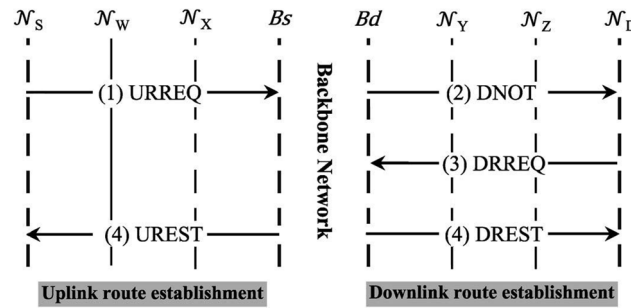 𝒩S 𝒩W 𝒩X Bs Bd 𝒩Y 𝒩Z 𝒩D
(1) URREQ (2) DNOT
(3) DRREQ
(4) UREST (4) DREST
Backbone Network
Uplink route establishment Downlink route establishment